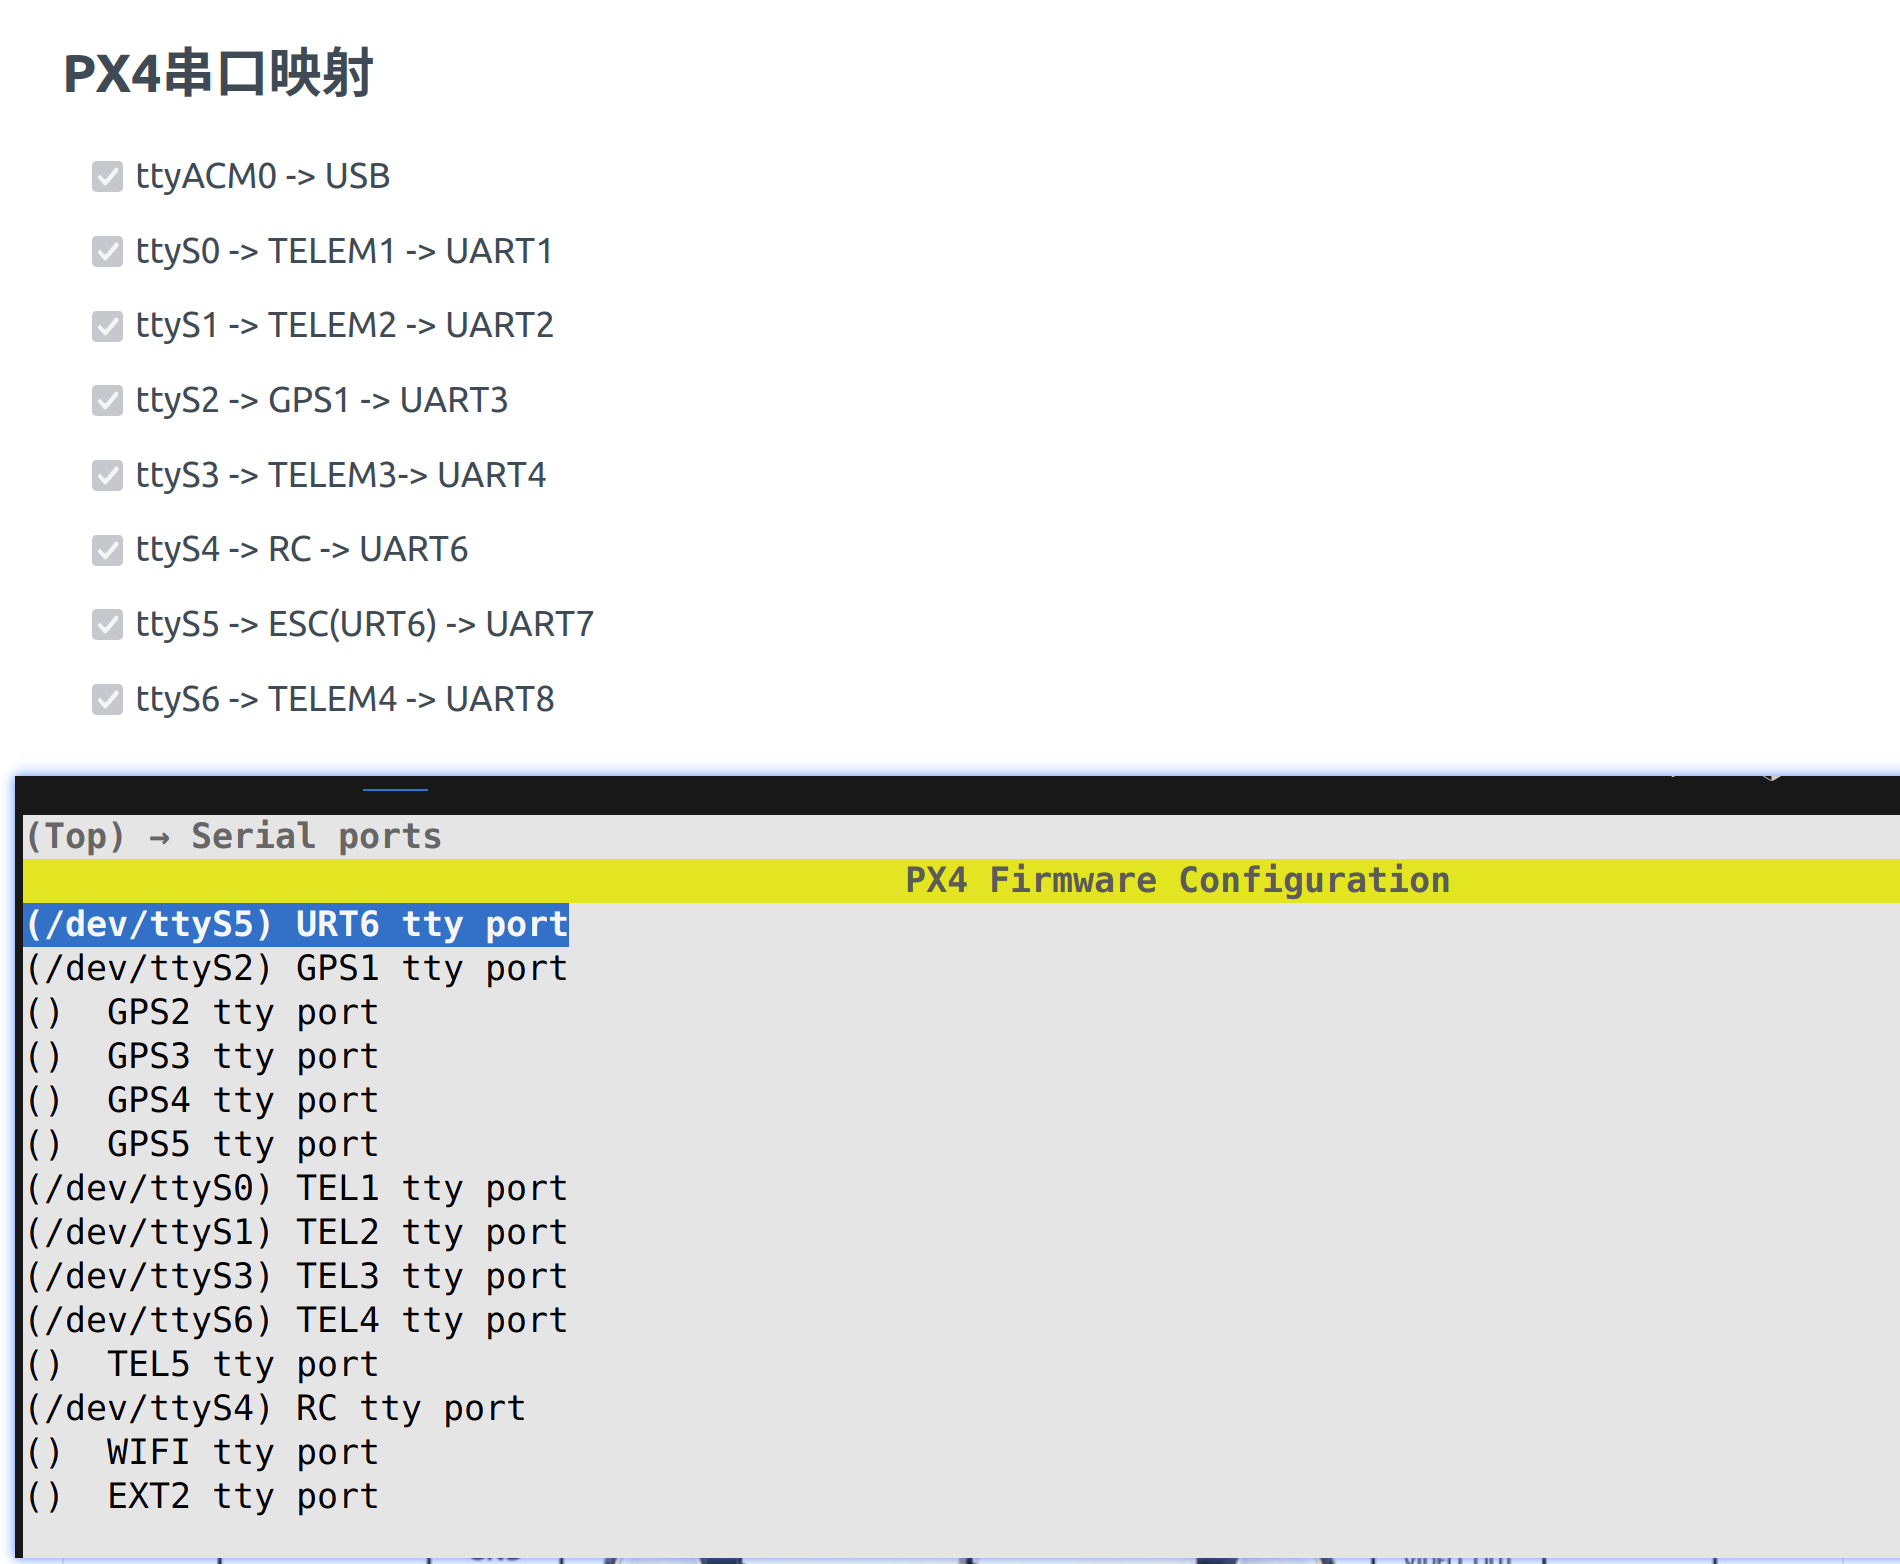 PX4串口映射
ttyACM0 -> USB
ttyS0 -> TELEM1 -> UART1
ttyS1 -> TELEM2 -> UART2
ttyS2 -> GPS1 -> UART3
ttyS3 -> TELEM3-> UART4
ttyS4 -> RC -> UART6
ttyS5 -> ESC(URT6) -> UART7
ttyS6 -> TELEM4 -> UART8
(Top) → Serial ports
PX4 Firmware Configuration
(/dev/ttyS5) URT6 tty port
(/dev/ttyS2) GPS1 tty port
() GPS2 tty port
() GPS3 tty port
() GPS4 tty port
() GPS5 tty port
(/dev/ttyS0) TEL1 tty port
(/dev/ttyS1) TEL2 tty port
(/dev/ttyS3) TEL3 tty port
(/dev/ttyS6) TEL4 tty port
() TEL5 tty port
(/dev/ttyS4) RC tty port
() WIFI tty port
() EXT2 tty port